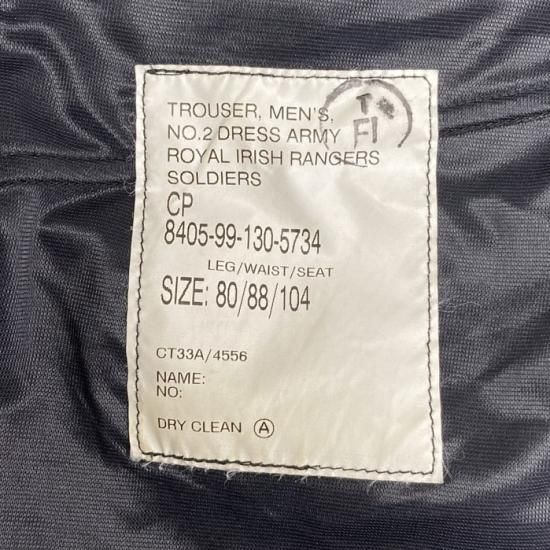 TROUSER, MEN'S,
NO.2 DRESS ARMY
ROYAL IRISH RANGERS
SOLDIERS
CP
8405-99-130-5734
LEG/WAIST/SEAT
SIZE: 80/88/104
CT33A/4556
NAME:
NO:
DRY CLEAN Ⓐ
T
FI